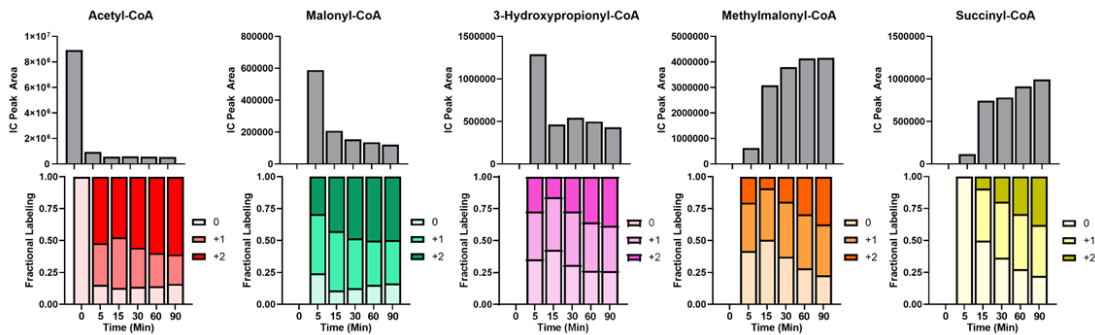 Acetyl-CoA
IC Peak Area
1×10⁷
8×10⁶
6×10⁶
4×10⁶
2×10⁶
0
Fractional Labeling
1.00
0.75
0.50
0.25
0.00
0 5 15 30 60 90
Time (Min)
0
+1
+2
Malonyl-CoA
IC Peak Area
800000
600000
400000
200000
0
Fractional Labeling
1.00
0.75
0.50
0.25
0.00
0 5 15 30 60 90
Time (Min)
0
+1
+2
3-Hydroxypropionyl-CoA
IC Peak Area
1500000
1000000
500000
0
Fractional Labeling
1.00
0.75
0.50
0.25
0.00
0 5 15 30 60 90
Time (Min)
0
+1
+2
Methylmalonyl-CoA
IC Peak Area
5000000
4000000
3000000
2000000
1000000
0
Fractional Labeling
1.00
0.75
0.50
0.25
0.00
0 5 15 30 60 90
Time (Min)
0
+1
+2
Succinyl-CoA
IC Peak Area
1500000
1000000
500000
0
Fractional Labeling
1.00
0.75
0.50
0.25
0.00
0 5 15 30 60 90
Time (Min)
0
+1
+2